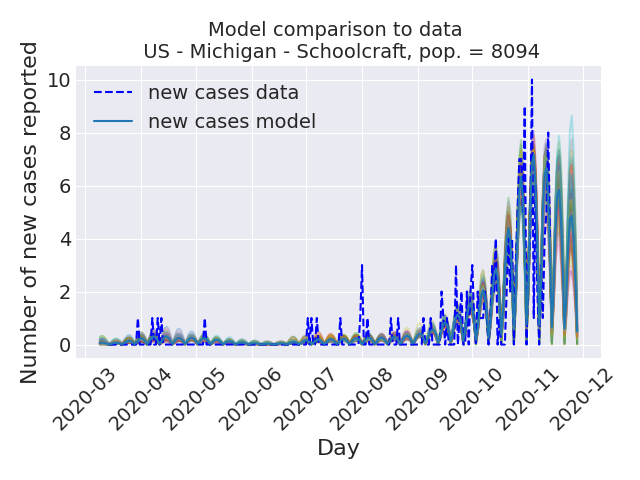 Model comparison to data
US - Michigan - Schoolcraft, pop. = 8094
Number of new cases reported
10
8
6
4
2
0
new cases data
new cases model
2020-03
2020-04
2020-05
2020-06
2020-07
2020-08
2020-09
2020-10
2020-11
2020-12
Day